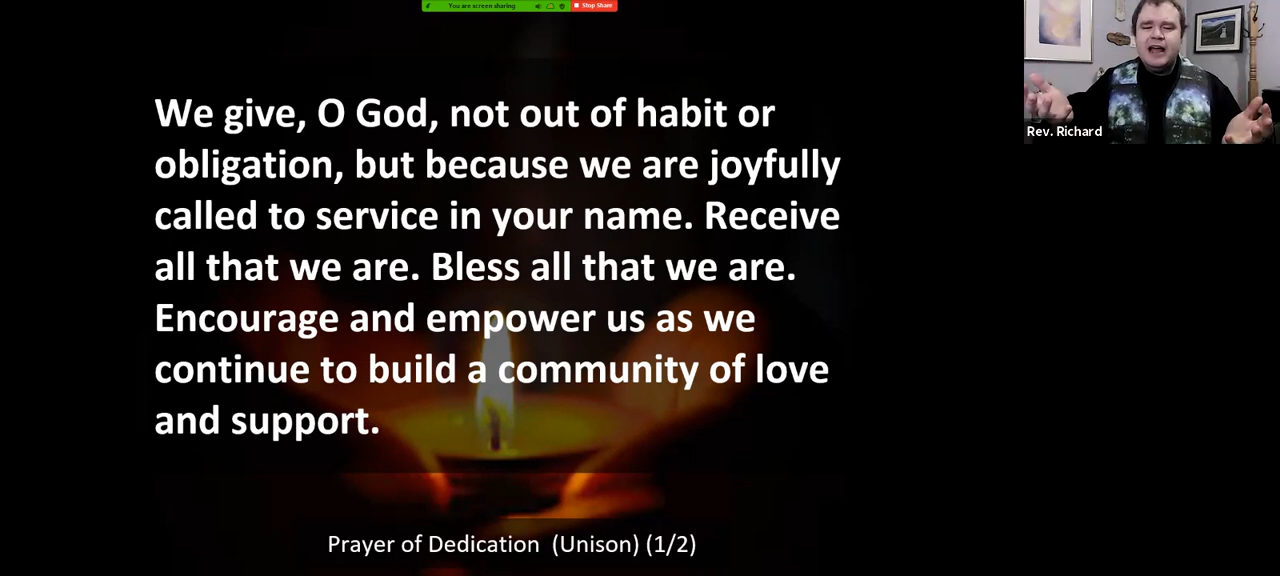 You are screen sharing
Stop Share
We give, O God, not out of habit or
obligation, but because we are joyfully
called to service in your name. Receive
all that we are. Bless all that we are.
Encourage and empower us as we
continue to build a community of love
and support.
Prayer of Dedication (Unison) (1/2)
Rev. Richard